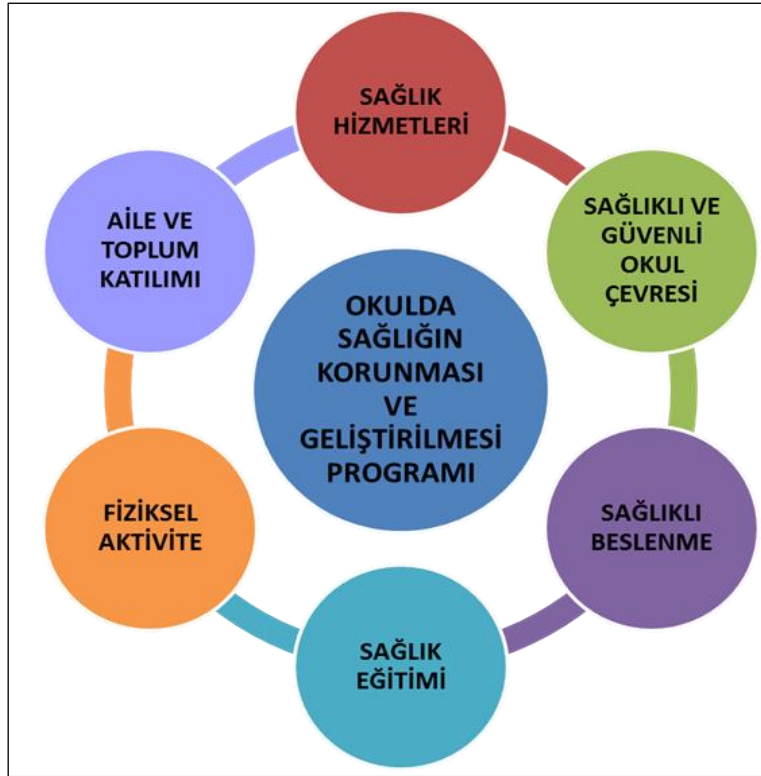 SAĞLIK
HİZMETLERİ
SAĞLIKLI VE
GÜVENLİ
OKUL
ÇEVRESİ
SAĞLIKLI
BESLENME
SAĞLIK
EĞİTİMİ
FİZİKSEL
AKTİVİTE
AİLE VE
TOPLUM
KATILIMI
OKULDA
SAĞLIĞIN
KORUNMASI
VE
GELİŞTİRİLMESİ
PROGRAMI